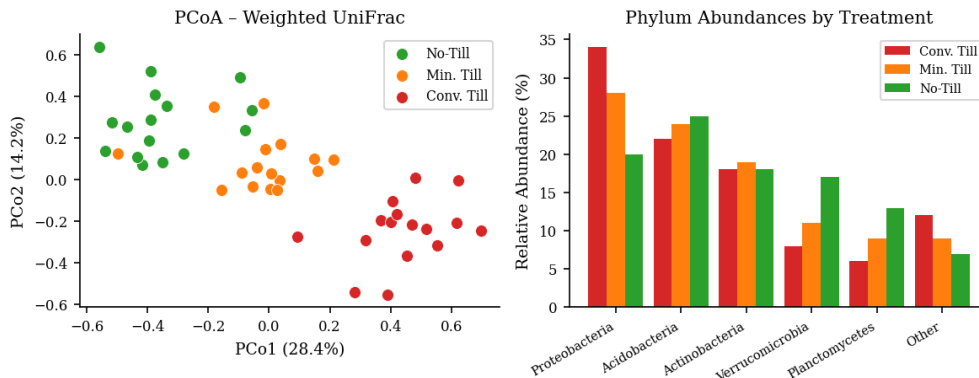 PCoA – Weighted UniFrac
No-Till
Min. Till
Conv. Till
0.6
0.4
0.2
0.0
−0.2
−0.4
−0.6
PCo2 (14.2%)
−0.6
−0.4
−0.2
0.0
0.2
0.4
0.6
PCo1 (28.4%)
Phylum Abundances by Treatment
Conv. Till
Min. Till
No-Till
35
30
25
20
15
10
5
0
Relative Abundance (%)
Proteobacteria
Acidobacteria
Actinobacteria
Verrucomicrobia
Planctomycetes
Other